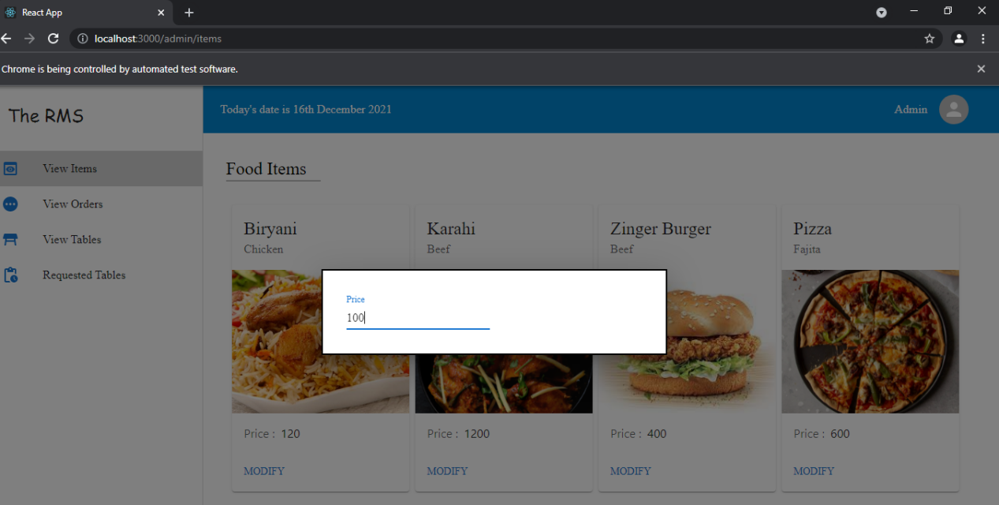 React App
localhost:3000/admin/items
Chrome is being controlled by automated test software.
The RMS
Today's date is 16th December 2021
Admin
View Items
View Orders
View Tables
Requested Tables
Food Items
Biryani
Chicken
Karahi
Beef
Zinger Burger
Beef
Pizza
Fajita
Price
100
Price : 120
Price : 1200
Price : 400
Price : 600
MODIFY
MODIFY
MODIFY
MODIFY